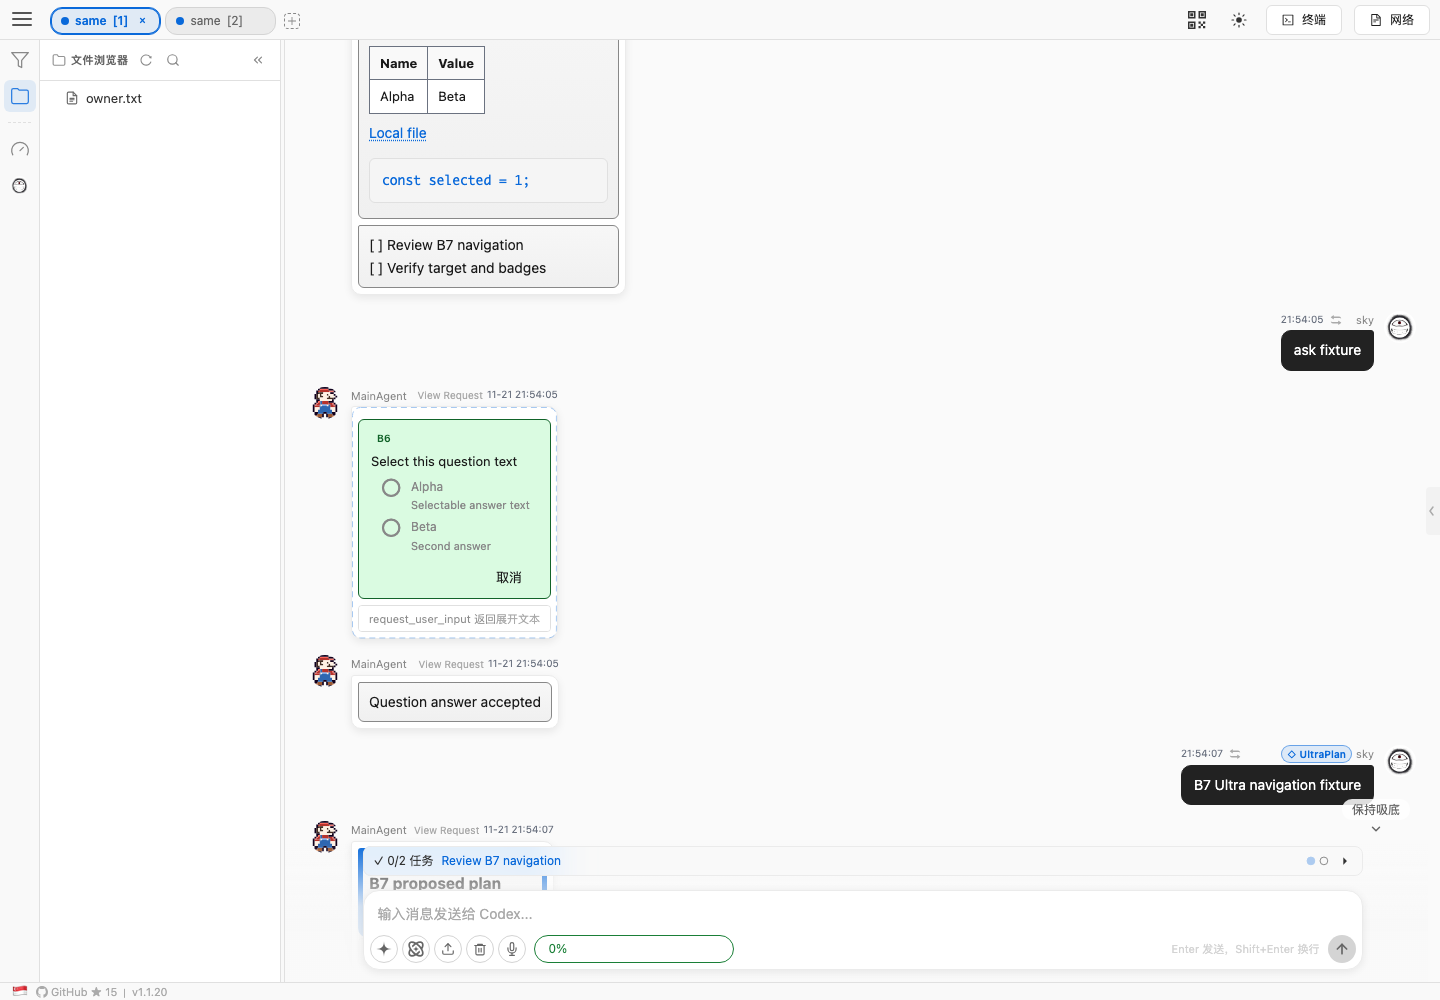 same [1] ×
same [2]
终端
网络
文件浏览器
owner.txt
Name Value
Alpha Beta
Local file
const selected = 1;
[ ] Review B7 navigation
[ ] Verify target and badges
21:54:05 sky
ask fixture
MainAgent View Request 11-21 21:54:05
B6
Select this question text
Alpha
Selectable answer text
Beta
Second answer
取消
request_user_input 返回展开文本
MainAgent View Request 11-21 21:54:05
Question answer accepted
21:54:07 UltraPlan sky
B7 Ultra navigation fixture
保持吸底
MainAgent View Request 11-21 21:54:07
✓ 0/2 任务 Review B7 navigation
B7 proposed plan
输入消息发送给 Codex...
0%
Enter 发送，Shift+Enter 换行
GitHub ★ 15 | v1.1.20